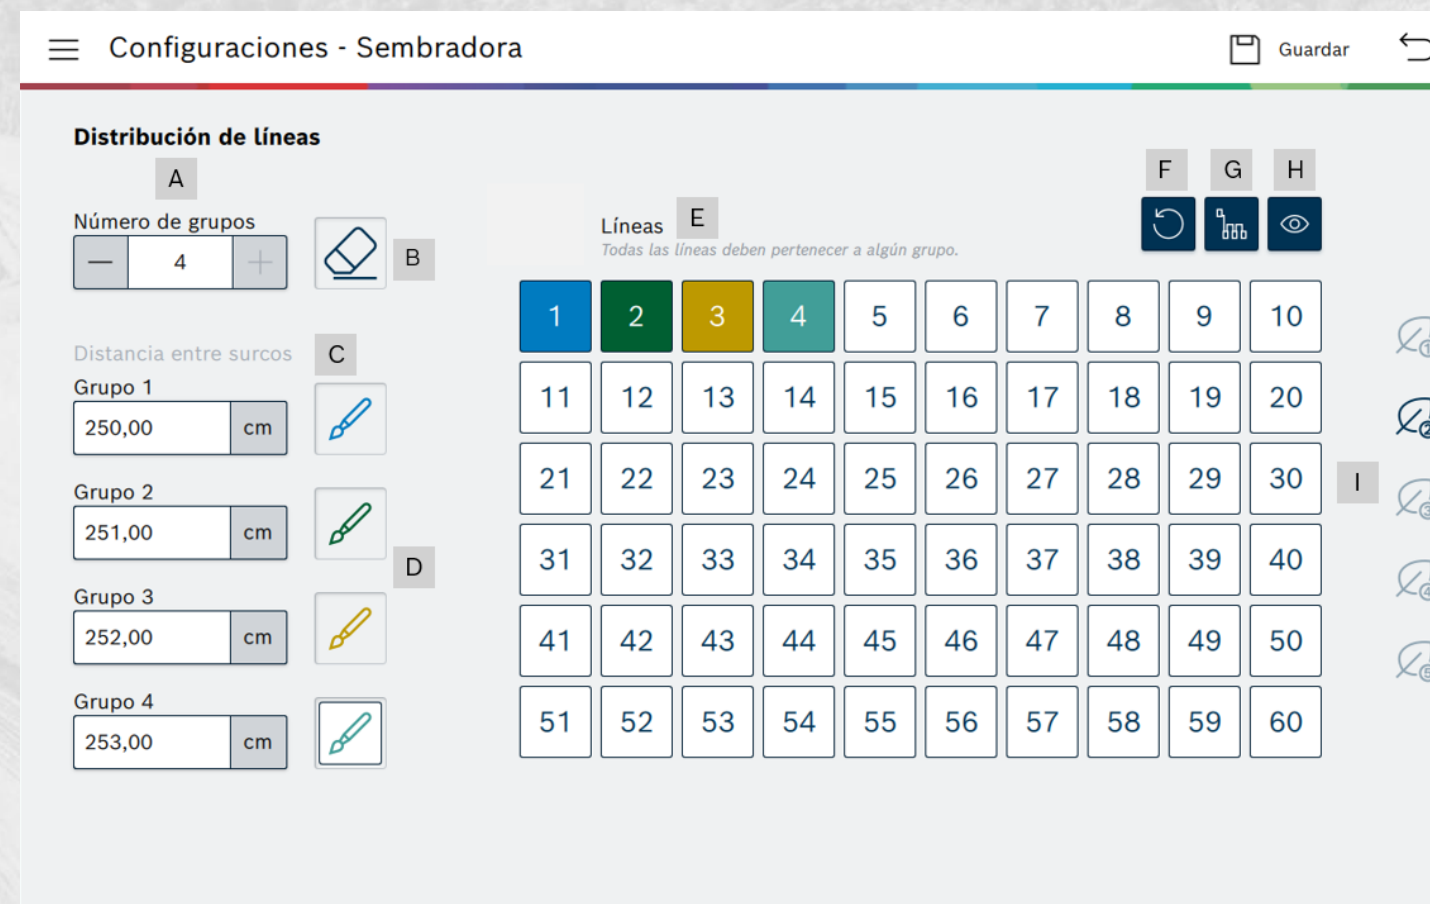 Configuraciones - Sembradora
Guardar
Distribución de líneas
A
F
G
H
Número de grupos
4
B
Líneas
E
Todas las líneas deben pertenecer a algún grupo.
1 2 3 4 5 6 7 8 9 10
11 12 13 14 15 16 17 18 19 20
21 22 23 24 25 26 27 28 29 30
31 32 33 34 35 36 37 38 39 40
41 42 43 44 45 46 47 48 49 50
51 52 53 54 55 56 57 58 59 60
Distancia entre surcos
C
Grupo 1
250,00 cm
Grupo 2
251,00 cm
D
Grupo 3
252,00 cm
Grupo 4
253,00 cm
I
1
2
3
4
5